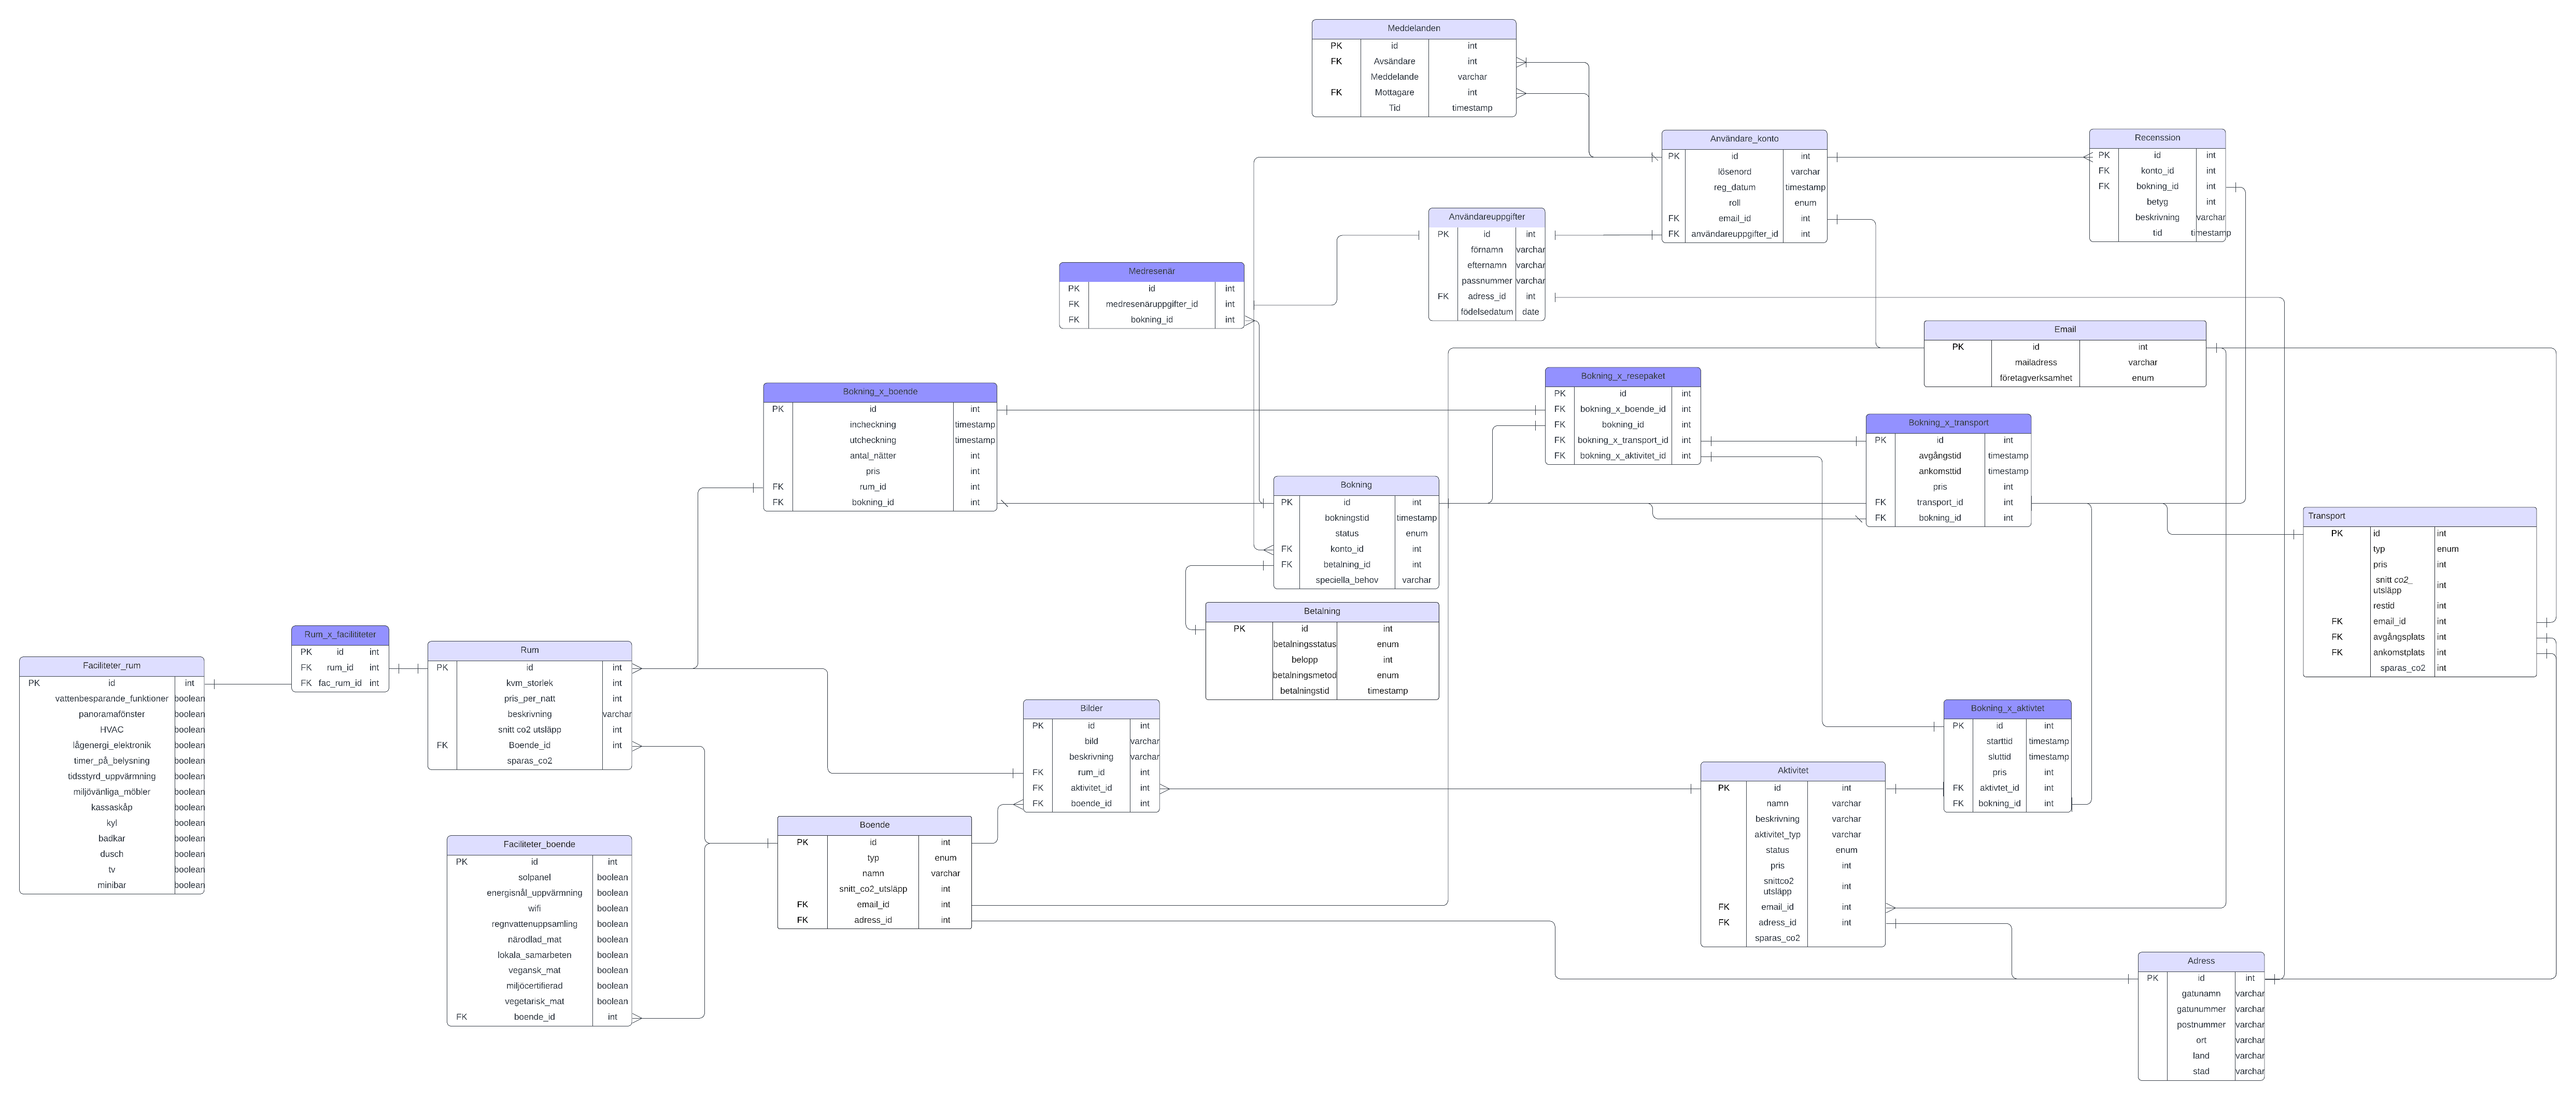 Meddelanden
PK id int
FK Avsändare int
Meddelande varchar
FK Mottagare int
Tid timestamp
Användare_konto
PK id int
lösenord varchar
reg_datum timestamp
roll enum
FK email_id int
FK användareuppgifter_id int
Recenssion
PK id int
FK konto_id int
FK bokning_id int
betyg int
beskrivning varchar
tid timestamp
Användareuppgifter
PK id int
förnamn varchar
efternamn varchar
passnummer varchar
FK adress_id int
födelsedatum date
Medresenär
PK id int
FK medresenäruppgifter_id int
FK bokning_id int
Email
PK id int
mailadress varchar
företagverksamhet enum
Bokning_x_boende
PK id int
incheckning timestamp
utcheckning timestamp
antal_nätter int
pris int
FK rum_id int
FK bokning_id int
Bokning_x_resepaket
PK id int
FK bokning_x_boende_id int
FK bokning_id int
FK bokning_x_transport_id int
FK bokning_x_aktivitet_id int
Bokning_x_transport
PK id int
avgångstid timestamp
ankomsttid timestamp
pris int
FK transport_id int
FK bokning_id int
Bokning
PK id int
bokningstid timestamp
status enum
FK konto_id int
FK betalning_id int
speciella_behov varchar
Transport
PK id int
typ enum
pris int
snitt co2_
utsläpp int
restid int
FK email_id int
FK avgångsplats int
FK ankomstplats int
sparas_co2 int
Betalning
PK id int
betalningsstatus enum
belopp int
betalningsmetod enum
betalningstid timestamp
Rum_x_facilititeter
PK id int
FK rum_id int
FK fac_rum_id int
Rum
PK id int
kvm_storlek int
pris_per_natt int
beskrivning varchar
snitt co2 utsläpp int
FK Boende_id int
sparas_co2
Faciliteter_rum
PK id int
vattenbesparande_funktioner boolean
panoramafönster boolean
HVAC boolean
lågenergi_elektronik boolean
timer_på_belysning boolean
tidsstyrd_uppvärmning boolean
miljövänliga_möbler boolean
kassaskåp boolean
kyl boolean
badkar boolean
dusch boolean
tv boolean
minibar boolean
Bilder
PK id int
bild varchar
beskrivning varchar
FK rum_id int
FK aktivitet_id int
FK boende_id int
Bokning_x_aktivtet
PK id int
starttid timestamp
sluttid timestamp
pris int
FK aktivtet_id int
FK bokning_id int
Aktivitet
PK id int
namn varchar
beskrivning varchar
aktivitet_typ varchar
status enum
pris int
snittco2
utsläpp int
FK email_id int
FK adress_id int
sparas_co2
Boende
PK id int
typ enum
namn varchar
snitt_co2_utsläpp int
FK email_id int
FK adress_id int
Faciliteter_boende
PK id int
solpanel boolean
energisnål_uppvärmning boolean
wifi boolean
regnvattenuppsamling boolean
närodlad_mat boolean
lokala_samarbeten boolean
vegansk_mat boolean
miljöcertifierad boolean
vegetarisk_mat boolean
FK boende_id int
Adress
PK id int
gatunamn varchar
gatunummer varchar
postnummer varchar
ort varchar
land varchar
stad varchar